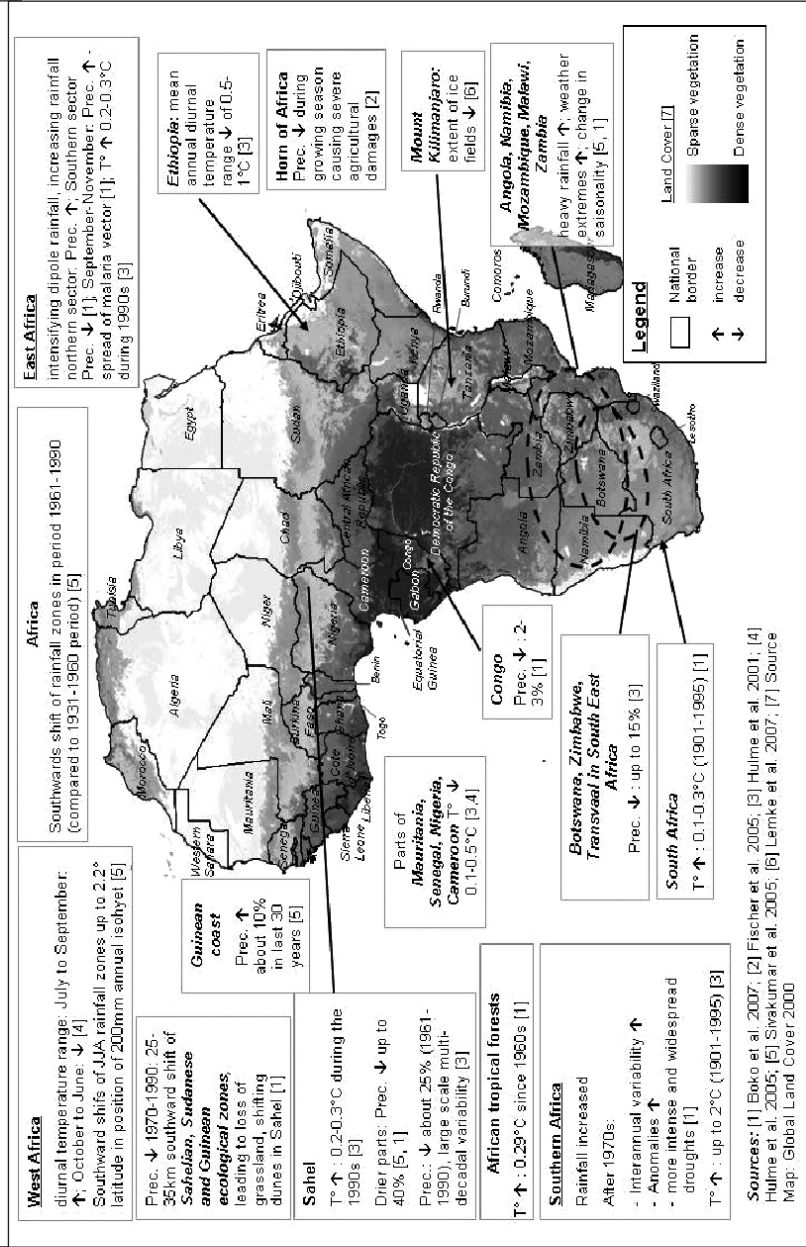 West Africa
diurnal temperature range: July to September:
↑; October to June: ↓ [4]
Southward shifs of JJA rainfall zones up to 2.2°
latitude in position of 200mm annual isohyet [5]
Africa
Southwards shift of rainfall zones in period 1961-1990
(compared to 1931-1960 period) [5]
East Africa
intensifying dipole rainfall, increasing rainfall
northern sector: Prec. ↑; Southern sector
Prec. ↓ [1]; September-November: Prec. ↑ -
spread of malaria vector [1]; T° ↑ 0.2-0.3°C
during 1990s [3]
Prec. ↓ 1970-1990: 25-
35km southward shift of
Sahelian, Sudanese
and Guinean
ecological zones,
leading to loss of
grassland, shifting
dunes in Sahel [1]
Guinean
coast
Prec. ↑
about 10%
in last 30
years [5]
Ethiopia: mean
annual diurnal
temperature
range ↓ of 0.5-
1°C [3]
Horn of Africa
Prec. ↓ during
growing season
causing severe
agricultural
damages [2]
Sahel
T° ↑ : 0.2-0.3°C during the
1990s [3]
Drier parts: Prec. ↓ up to
40% [5, 1]
Prec.: ↓ about 25% (1961-
1990), large scale multi-
decadal variability [3]
Parts of
Mauritania,
Senegal, Nigeria,
Cameroon T° ↓
0.1-0.5°C [3,4]
Mount
Kilimanjaro:
extent of ice
fields ↓ [6]
African tropical forests
T° ↑ : 0.29°C since 1960s [1]
Congo
Prec. ↓ : 2-
3% [1]
Angola, Namibia,
Mozambique, Malawi,
Zambia
heavy rainfall ↑; weather
extremes ↑; change in
saisonality [5, 1]
Southern Africa
Rainfall increased
After 1970s:
- Interannual variability ↑
- Anomalies ↑
- more intense and widespread
droughts [1]
T° ↑ : up to 2°C (1901-1995) [3]
Botswana, Zimbabwe,
Transvaal in South East
Africa
Prec. ↓ : up to 15% [3]
South Africa
T° ↑ : 0.1-0.3°C (1901-1995) [1]
Morocco
Tunisia
Algeria
Libya
Egypt
Western
Sahara
Mauritania
Mali
Niger
Chad
Sudan
Eritrea
Djibouti
Somalia
Ethiopia
Senegal
Guinea
Sierra
Leone
Liberia
Cote
d'Ivoire
Burkina
Faso
Ghana
Togo
Benin
Nigeria
Cameroon
Central African
Republic
Equatorial
Guinea
Gabon
Congo
Democratic Republic
of the Congo
Uganda
Kenya
Rwanda
Burundi
Tanzania
Comoros
Angola
Zambia
Malawi
Mozambique
Madagascar
Namibia
Botswana
Zimbabwe
Swaziland
Lesotho
South Africa
Legend
National
border
↑ increase
↓ decrease
Land Cover [7]
Sparse vegetation
Dense vegetation
Sources: [1] Boko et al. 2007; [2] Fischer et al. 2005; [3] Hulme et al. 2001; [4]
Hulme et al. 2005; [5] Sivakumar et al. 2005; [6] Lemke et al. 2007; [7] Source
Map: Global Land Cover 2000